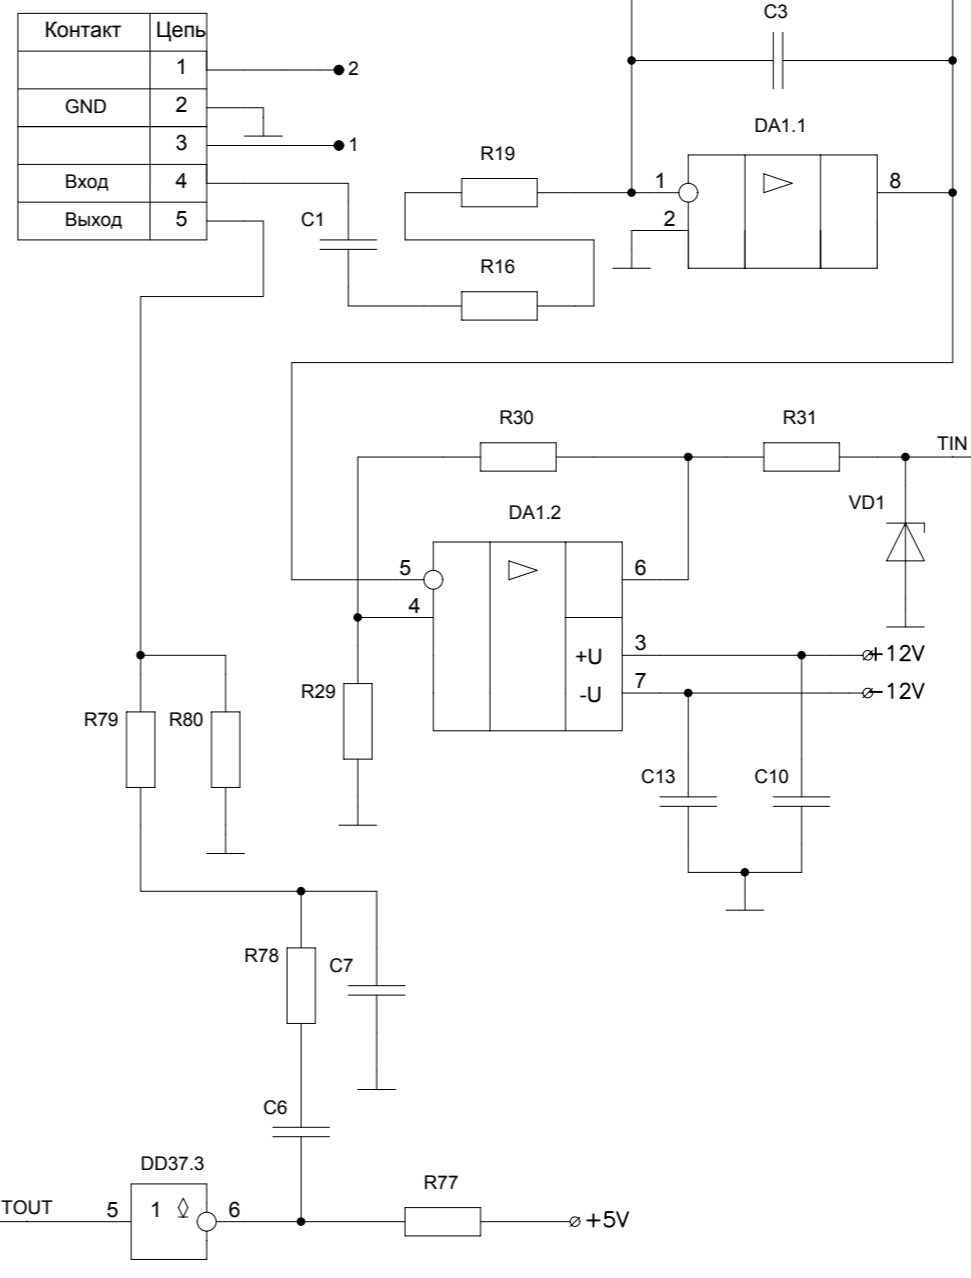 C3
Контакт Цепь
1 2
GND 2
3 1
Вход 4
Выход 5
DA1.1
R19
1 8
2
C1
R16
R30 R31
TIN
VD1
DA1.2
5 6
4
+U 3 +12V
-U 7 -12V
R29
R79 R80
C13 C10
R78 C7
C6
DD37.3
R77
TOUT 5 1 6 +5V